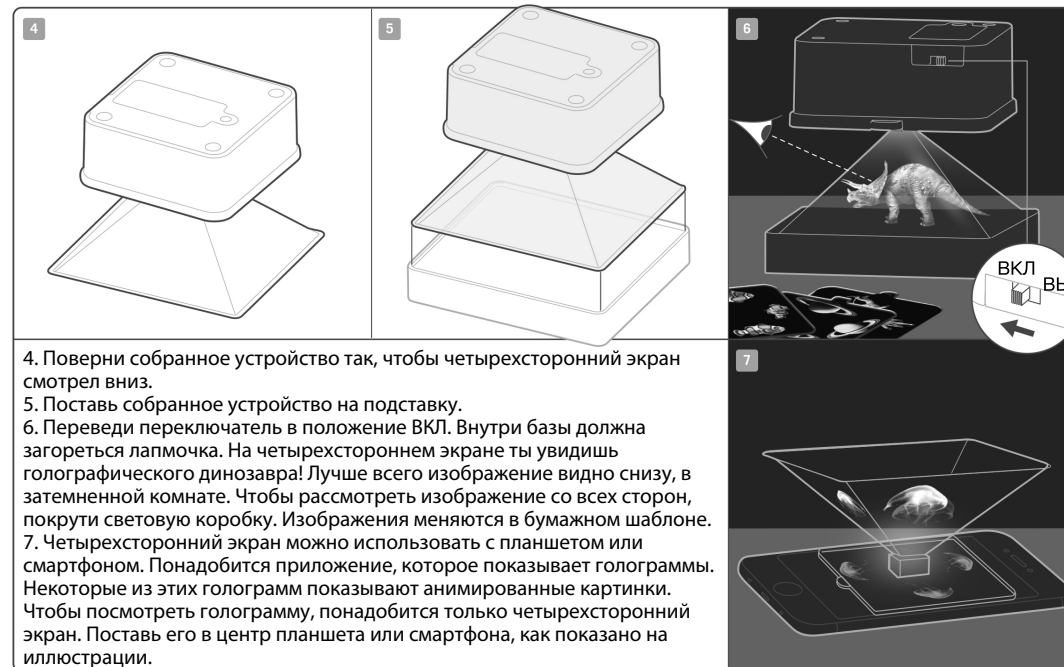 4
5
6
ВКЛ
7
4. Поверни собранное устройство так, чтобы четырехсторонний экран
смотрел вниз.
5. Поставь собранное устройство на подставку.
6. Переведи переключатель в положение ВКЛ. Внутри базы должна
загореться лапмочка. На четырехстороннем экране ты увидишь
голографического динозавра! Лучше всего изображение видно снизу, в
затемненной комнате. Чтобы рассмотреть изображение со всех сторон,
покрути световую коробку. Изображения меняются в бумажном шаблоне.
7. Четырехсторонний экран можно использовать с планшетом или
смартфоном. Понадобится приложение, которое показывает голограммы.
Некоторые из этих голограмм показывают анимированные картинки.
Чтобы посмотреть голограмму, понадобится только четырехсторонний
экран. Поставь его в центр планшета или смартфона, как показано на
иллюстрации.